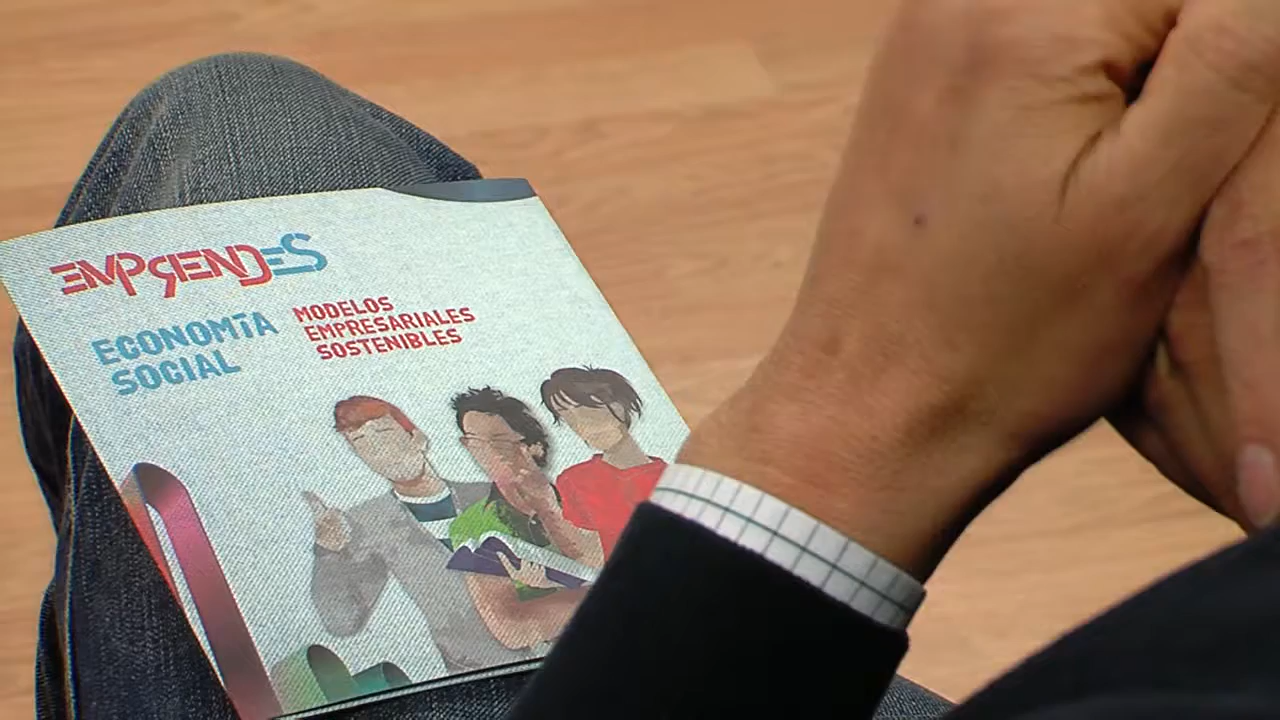 EMPRENDES
ECONOMÍA
SOCIAL
MODELOS
EMPRESARIALES
SOSTENIBLES